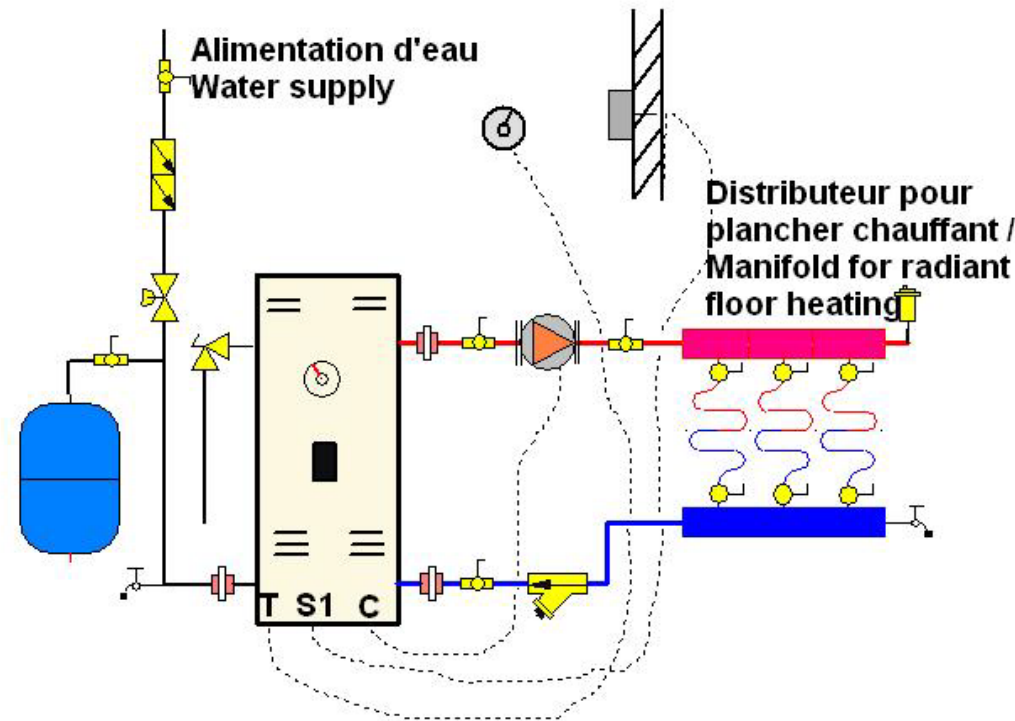 Alimentation d'eau
Water supply
Distributeur pour
plancher chauffant /
Manifold for radiant
floor heating
T S1 C